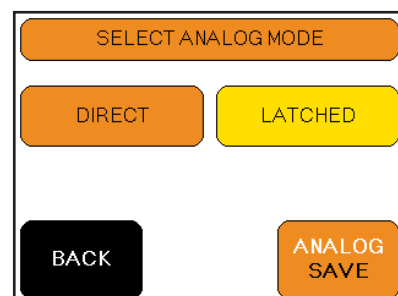 SELECT ANALOG MODE
DIRECT
LATCHED
BACK
ANALOG
SAVE